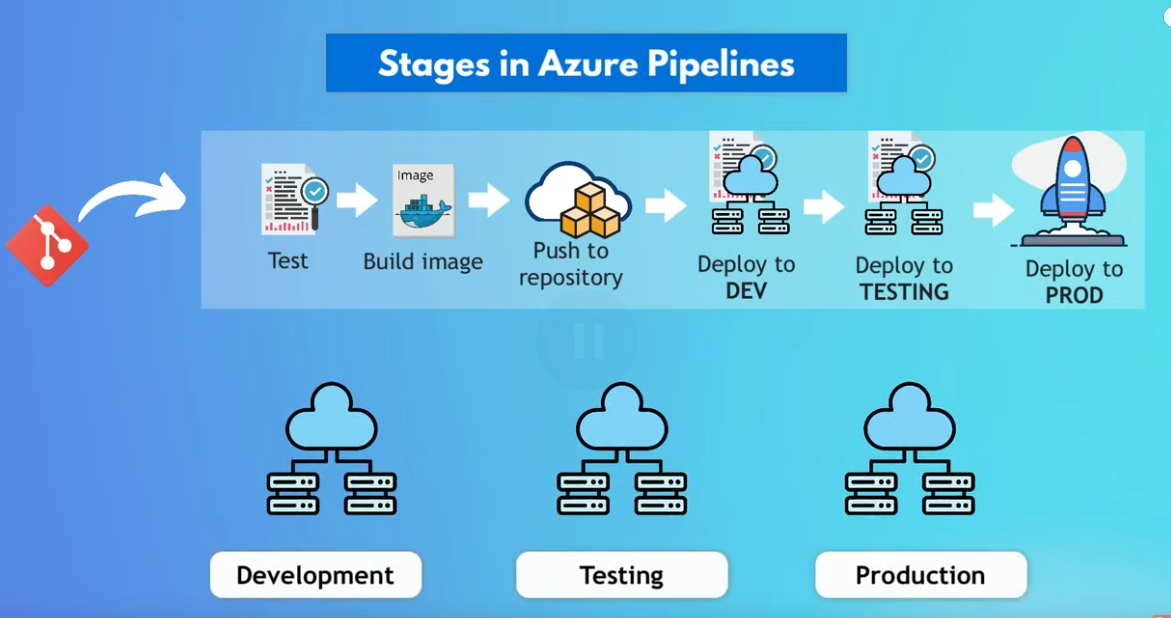 Stages in Azure Pipelines
Image
Test
Build image
Push to
repository
Deploy to
DEV
Deploy to
TESTING
Deploy to
PROD
Development
Testing
Production